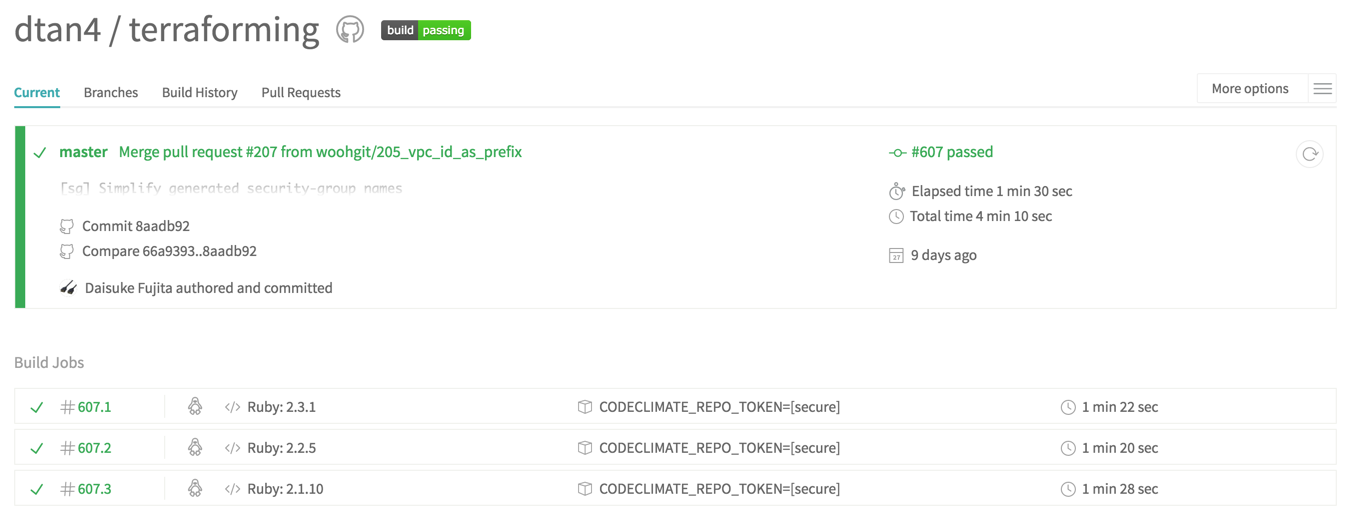 dtan4 / terraforming build passing
Current Branches Build History Pull Requests More options
master Merge pull request #207 from woohgit/205_vpc_id_as_prefix #607 passed
[sg] Simplify generated security-group names
Elapsed time 1 min 30 sec
Total time 4 min 10 sec
Commit 8aadb92
Compare 66a9393..8aadb92
27 9 days ago
Daisuke Fujita authored and committed
Build Jobs
# 607.1 </> Ruby: 2.3.1 CODECLIMATE_REPO_TOKEN=[secure] 1 min 22 sec
# 607.2 </> Ruby: 2.2.5 CODECLIMATE_REPO_TOKEN=[secure] 1 min 20 sec
# 607.3 </> Ruby: 2.1.10 CODECLIMATE_REPO_TOKEN=[secure] 1 min 28 sec